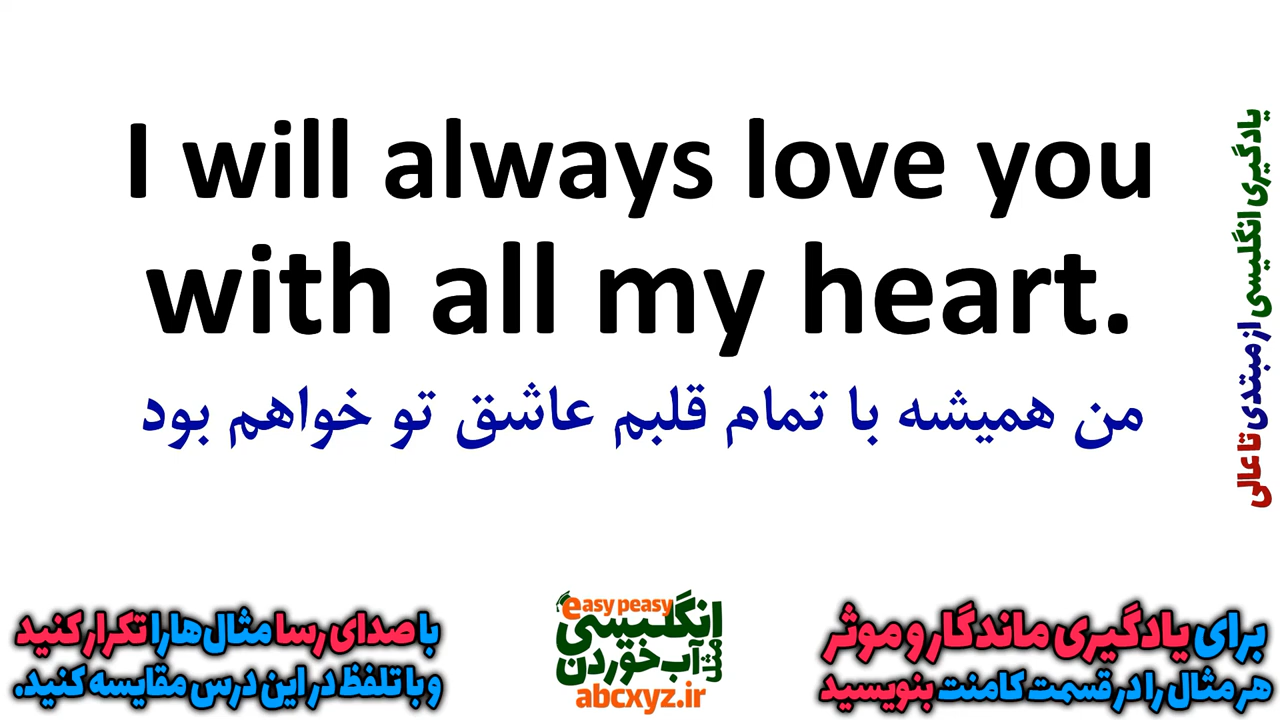 I will always love you
with all my heart.
من همیشه با تمام قلبم عاشق تو خواهم بود
یادگیری انگلیسی از مبتدی تا عالی
برای یادگیری ماندگار و موثر
هر مثال را در قسمت کامنت بنویسید
easy peasy
انگلیسی
مثل
آب خوردن
abcxyz.ir
با صدای رسا مثال‌ها را تکرار کنید
و با تلفظ در این درس مقایسه کنید.